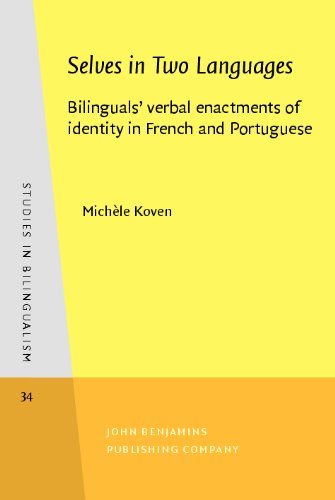 Selves in Two Languages
Bilinguals’ verbal enactments of
identity in French and Portuguese
Michèle Koven
STUDIES IN BILINGUALISM
34
JOHN BENJAMINS
PUBLISHING COMPANY